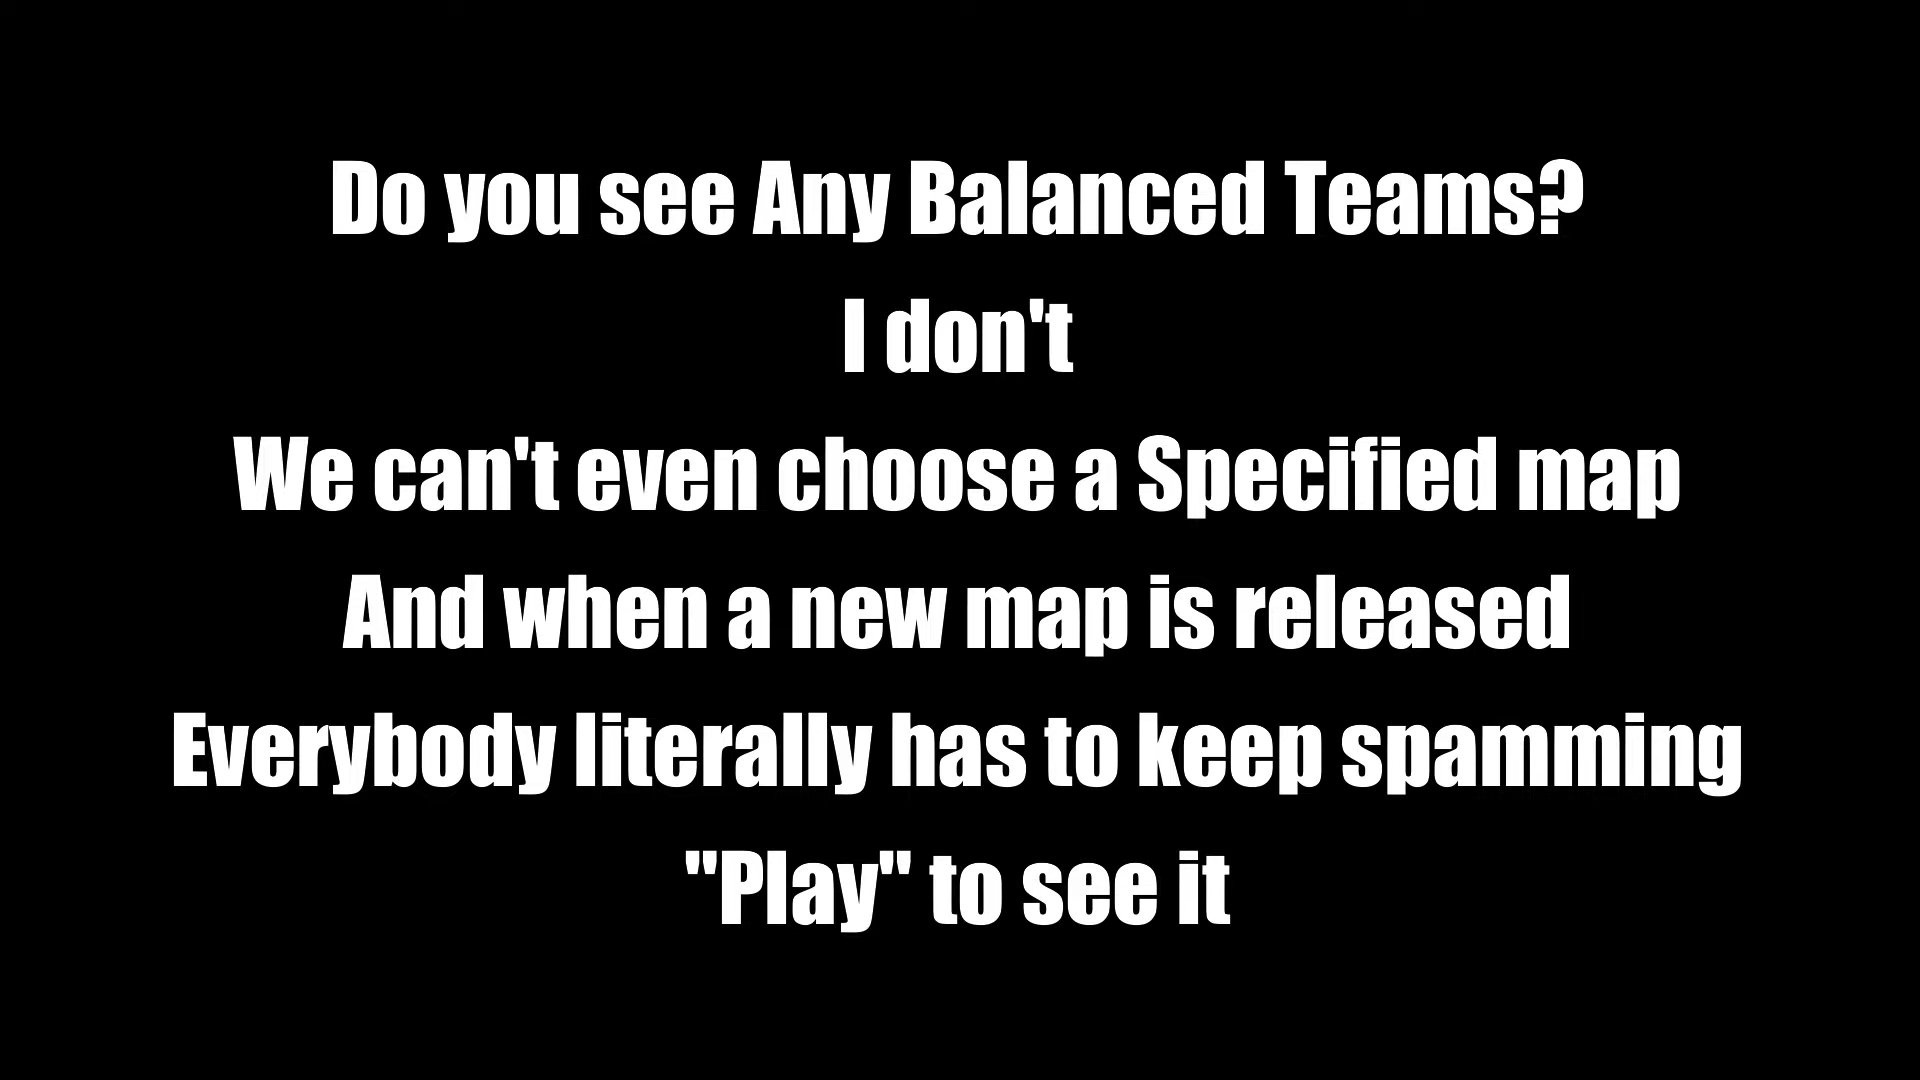 Do you see Any Balanced Teams?
I don't
We can't even choose a Specified map
And when a new map is released
Everybody literally has to keep spamming
"Play" to see it